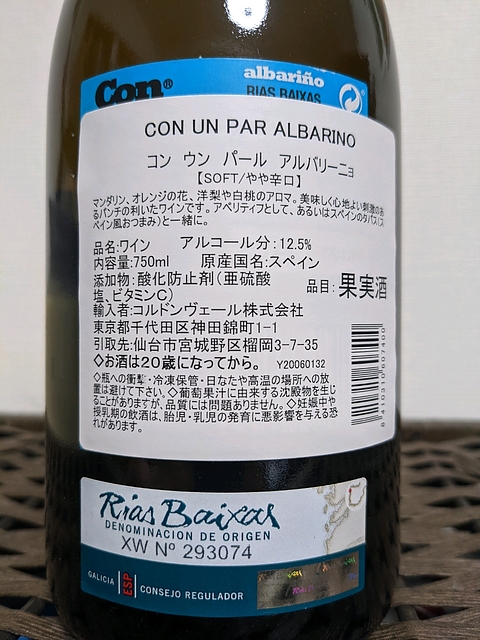 Con®
albariño
RIAS BAIXAS
CON UN PAR ALBARINO
コン ウン パール アルバリーニョ
【SOFT/やや辛口】
マンダリン、オレンジの花、洋梨や白桃のアロマ。美味しく心地よい刺激のあ
るパンチの利いたワインです。アペリティフとして、あるいはスペインのタパス(ス
ペイン風おつまみ)と一緒に。
品名:ワイン アルコール分:12.5%
内容量:750ml 原産国名:スペイン
添加物:酸化防止剤(亜硫酸
塩、ビタミンC)
品目:果実酒
輸入者:コルドンヴェール株式会社
東京都千代田区神田錦町1-1
引取先:仙台市宮城野区榴岡3-7-35
◇お酒は20歳になってから。 Y20060132
◇瓶への衝撃・冷凍保管・日なたや高温の場所への放
置は避けて下さい。◇葡萄果汁に由来する沈殿物を生じ
ることがありますが、品質には問題ありません。◇妊娠中や
授乳期の飲酒は、胎児・乳児の発育に悪影響を与える恐
れがあります。
8410310607400
Rías Baixas
DENOMINACION DE ORIGEN
XW Nº 293074
GALICIA ESP CONSEJO REGULADOR